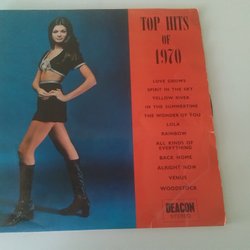 TOP HITS
OF
1970
LOVE GROWS
SPIRIT IN THE SKY
YELLOW RIVER
IN THE SUMMERTIME
THE WONDER OF YOU
LOLA
RAINBOW
ALL KINDS OF
EVERYTHING
BACK HOME
ALRIGHT NOW
VENUS
WOODSTOCK
DEACON
STEREO